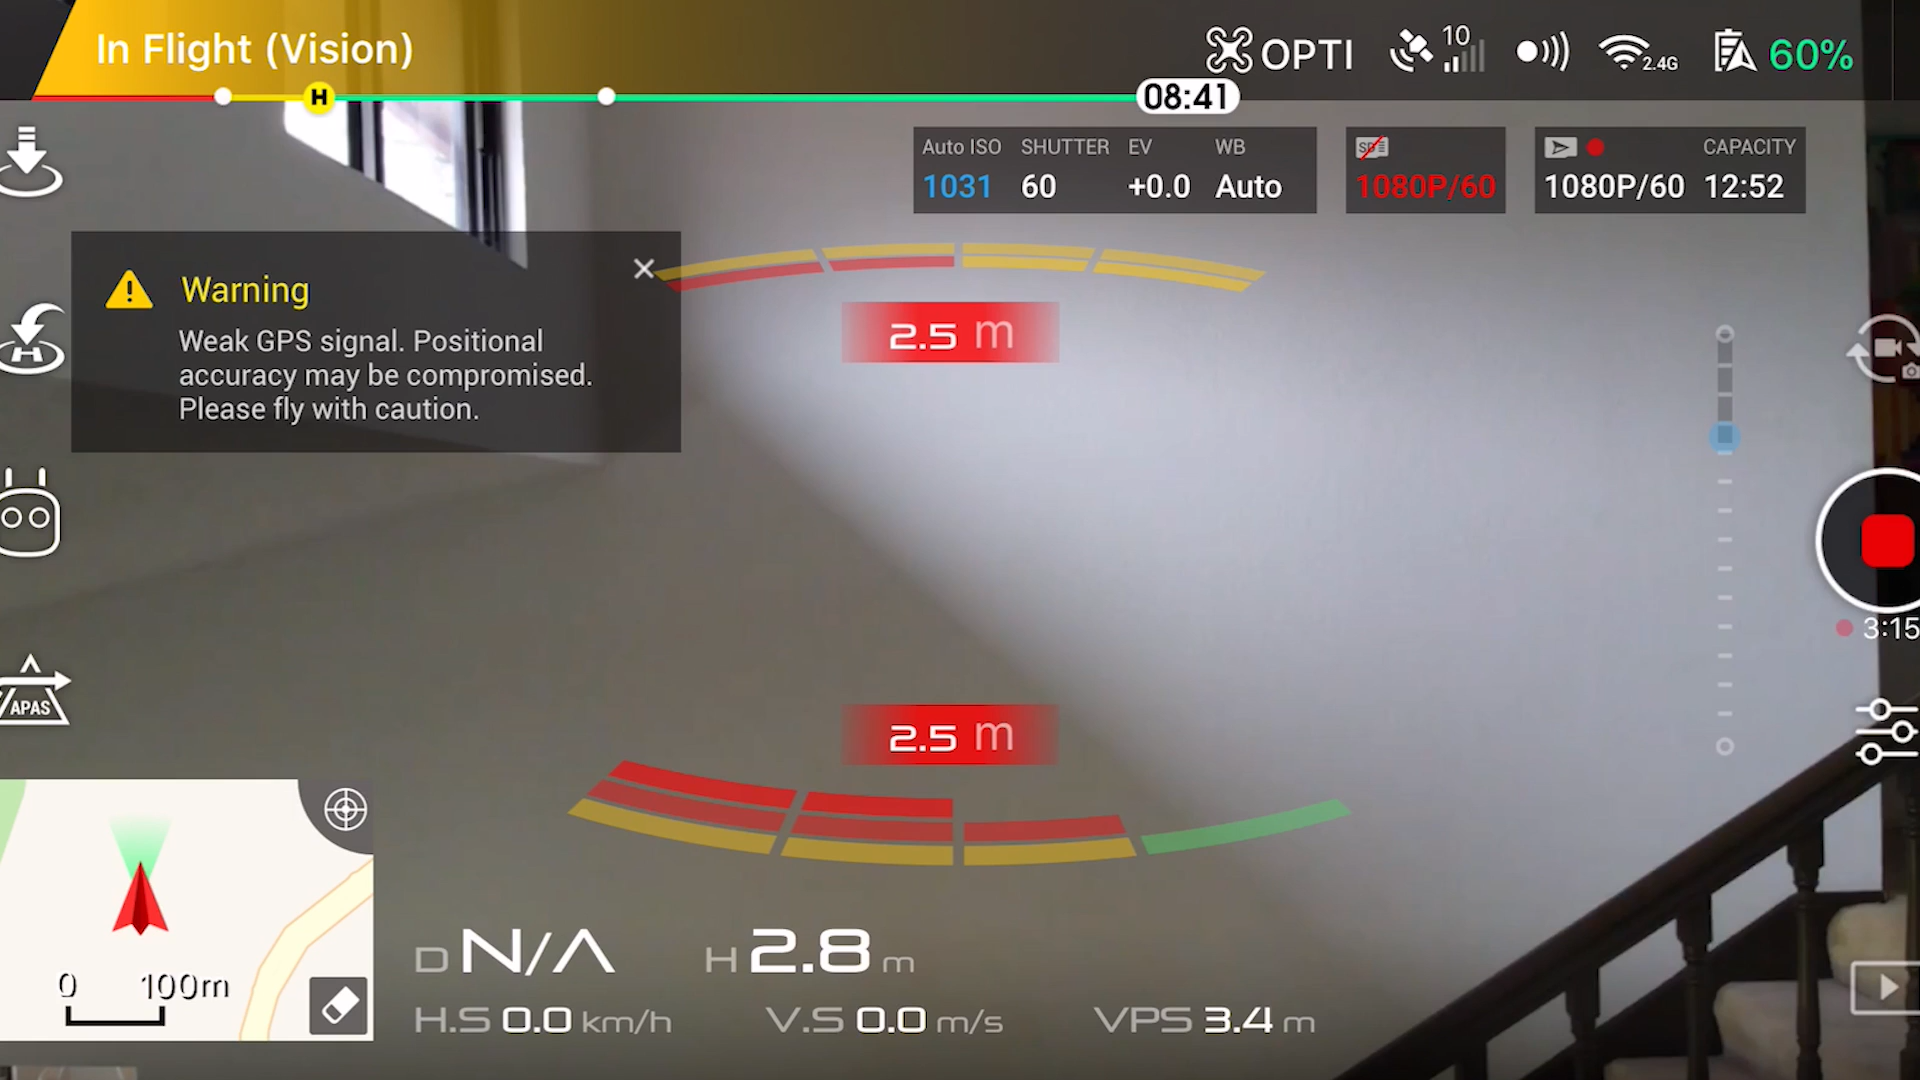 In Flight (Vision)
OPTI
10
2.4G
60%
H
08:41
Auto ISO SHUTTER EV WB
1031 60 +0.0 Auto
SD
1080P/60
CAPACITY
1080P/60 12:52
Warning
Weak GPS signal. Positional
accuracy may be compromised.
Please fly with caution.
2.5 m
H
3:15
APAS
2.5 m
0 100m
D N/A H 2.8 m
H.S 0.0 km/h V.S 0.0 m/s VPS 3.4 m